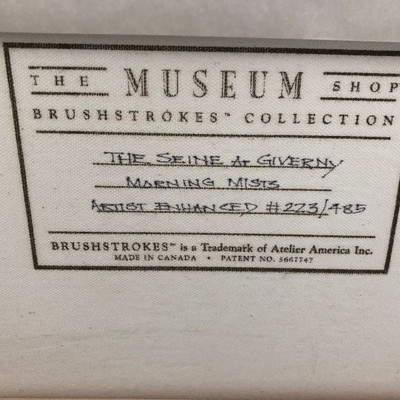 THE MUSEUM SHOP
BRUSHSTROKES™ COLLECTION
THE SEINE At GIVERNY
MORNING MISTS
ARTIST ENHANCED #273/485
BRUSHSTROKES™ is a Trademark of Atelier America Inc.
MADE IN CANADA • PATENT NO. 5667747